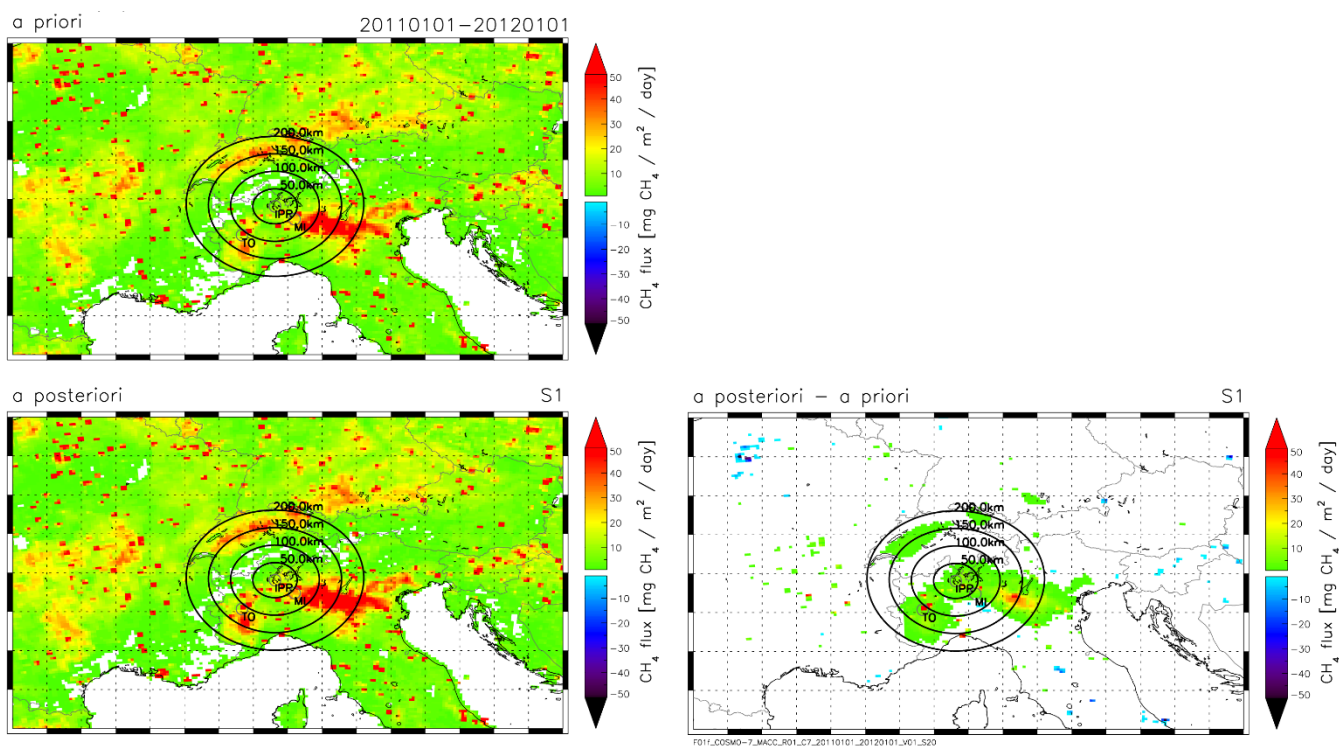 a priori 20110101−20120101
200.0km
150.0km
100.0km
50.0km
IPR
MI
TO
50
40
30
20
10
−10
−20
−30
−40
−50
CH4 flux [mg CH4 / m2 / day]
a posteriori S1
200.0km
150.0km
100.0km
50.0km
IPR
MI
TO
50
40
30
20
10
−10
−20
−30
−40
−50
CH4 flux [mg CH4 / m2 / day]
a posteriori − a priori S1
200.0km
150.0km
100.0km
50.0km
IPR
MI
TO
50
40
30
20
10
−10
−20
−30
−40
−50
CH4 flux [mg CH4 / m2 / day]
F01f_COSMO−7_MACC_R01_C7_20110101_20120101_V01_S20